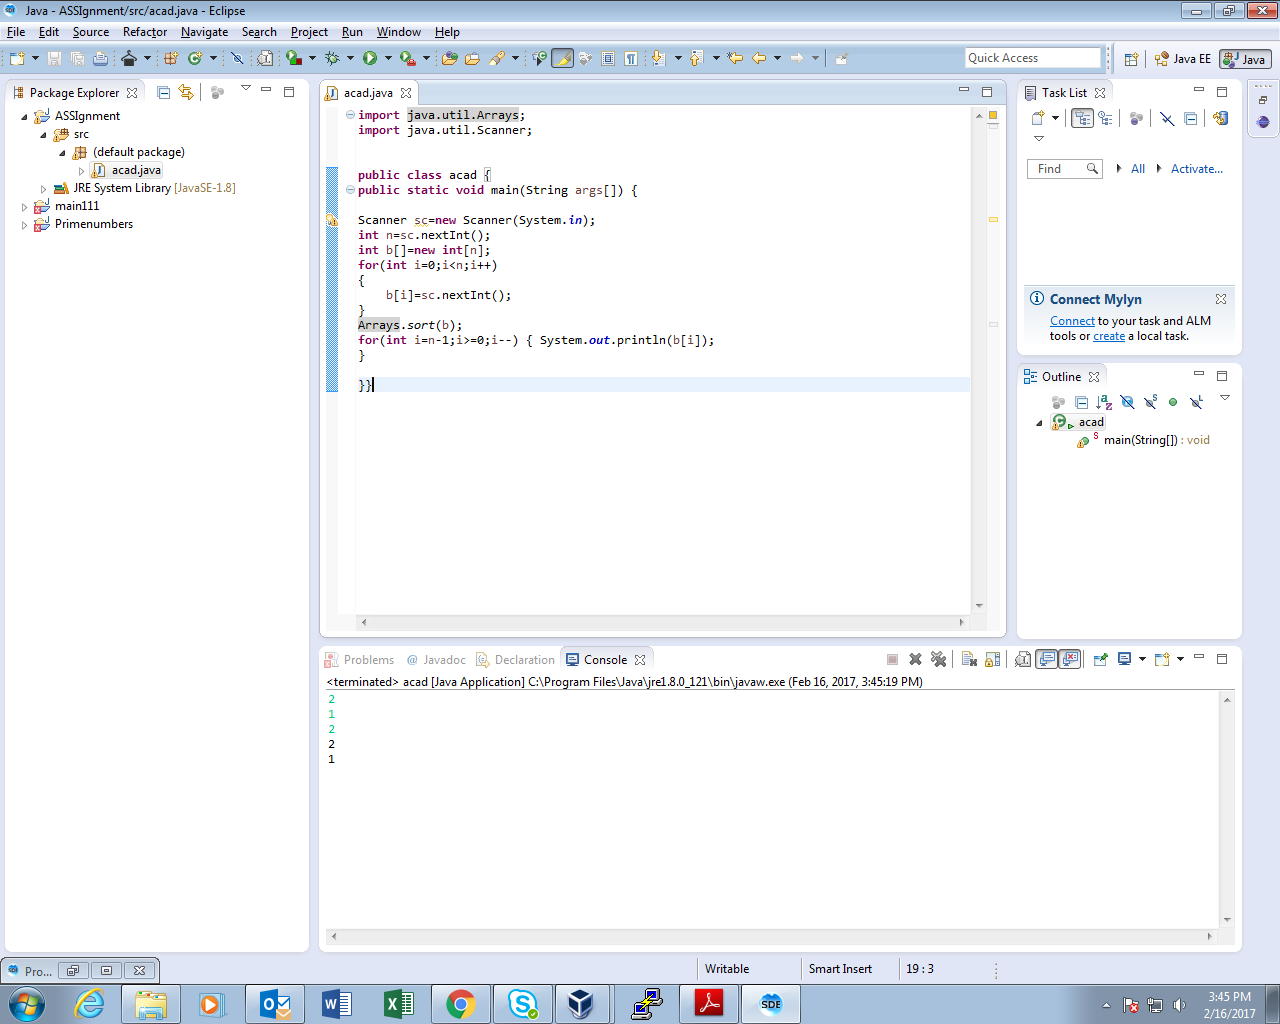 Java - ASSIgnment/src/acad.java - Eclipse
File Edit Source Refactor Navigate Search Project Run Window Help
Quick Access
Java EE
Java
Package Explorer
ASSIgnment
src
(default package)
acad.java
JRE System Library [JavaSE-1.8]
main111
Primenumbers
acad.java
import java.util.Arrays;
import java.util.Scanner;
public class acad {
public static void main(String args[]) {
Scanner sc=new Scanner(System.in);
int n=sc.nextInt();
int b[]=new int[n];
for(int i=0;i<n;i++)
{
b[i]=sc.nextInt();
}
Arrays.sort(b);
for(int i=n-1;i>=0;i--) { System.out.println(b[i]);
}
}}
Task List
Find
All
Activate...
Connect Mylyn
Connect to your task and ALM
tools or create a local task.
Outline
acad
main(String[]) : void
Problems @ Javadoc Declaration Console
<terminated> acad [Java Application] C:\Program Files\Java\jre1.8.0_121\bin\javaw.exe (Feb 16, 2017, 3:45:19 PM)
2
1
2
2
1
Pro...
Writable
Smart Insert
19 : 3
SDE
3:45 PM
2/16/2017